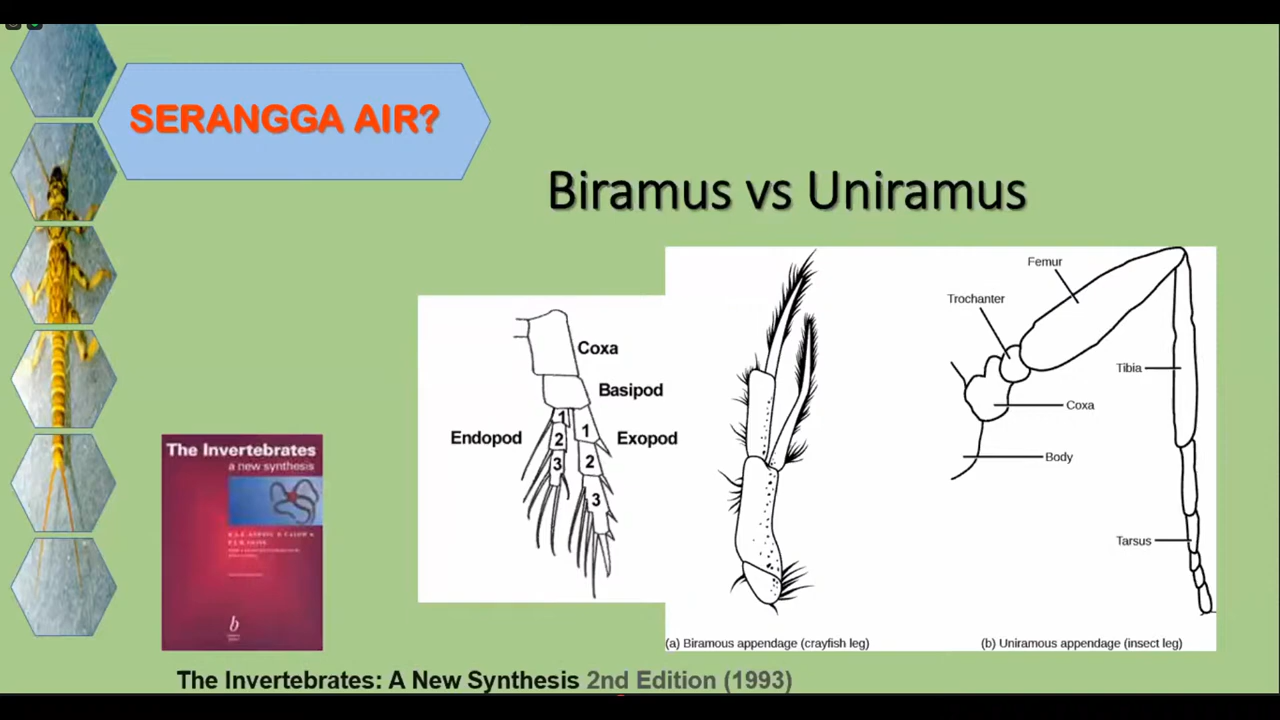 SERANGGA AIR?
Biramus vs Uniramus
Coxa
Basipod
Endopod
Exopod
1
2
3
1
2
3
Femur
Trochanter
Tibia
Coxa
Body
Tarsus
(a) Biramous appendage (crayfish leg)
(b) Uniramous appendage (insect leg)
The Invertebrates
a new synthesis
b
The Invertebrates: A New Synthesis 2nd Edition (1993)